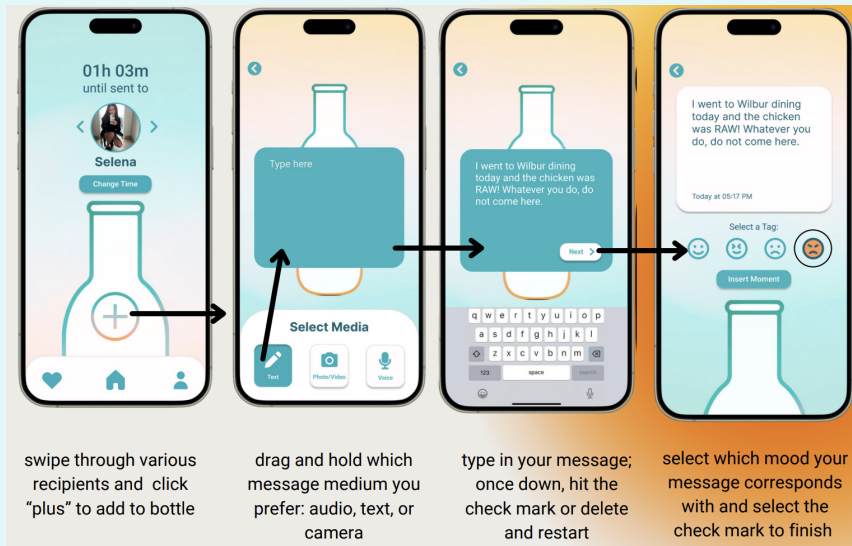 01h 03m
until sent to
Selena
Change Time
Type here
Select Media
Text
Photo/Video
Voice
I went to Wilbur dining
today and the chicken was
RAW! Whatever you do, do
not come here.
Next
q w e r t y u i o p
a s d f g h j k l
z x c v b n m
123
space
search
I went to Wilbur dining
today and the chicken
was RAW! Whatever you
do, do not come here.
Today at 05:17 PM
Select a Tag:
Insert Moment
swipe through various
recipients and click
“plus” to add to bottle
drag and hold which
message medium you
prefer: audio, text, or
camera
type in your message;
once down, hit the
check mark or delete
and restart
select which mood your
message corresponds
with and select the
check mark to finish